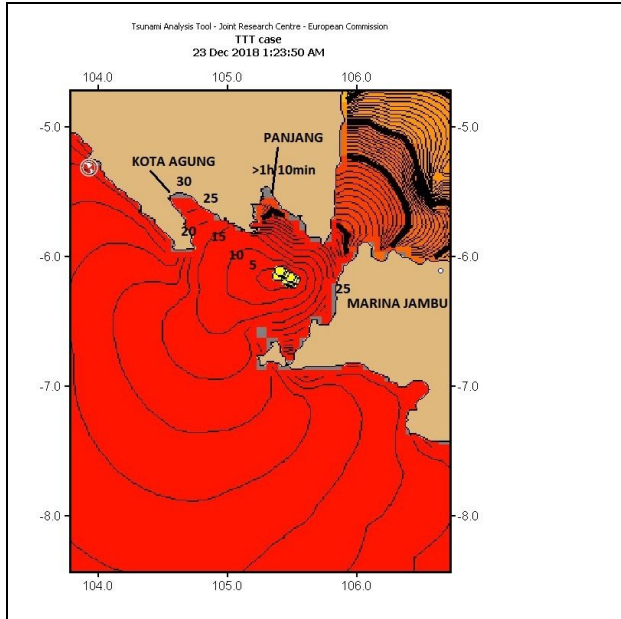 Tsunami Analysis Tool - Joint Research Centre - European Commission
TTT case
23 Dec 2018 1:23:50 AM
104.0 105.0 106.0
-5.0 -5.0
PANJANG
KOTA AGUNG >1h 10min
30
25
20 15
-6.0 10 -6.0
5
25
MARINA JAMBU
-7.0 -7.0
-8.0 -8.0
104.0 105.0 106.0